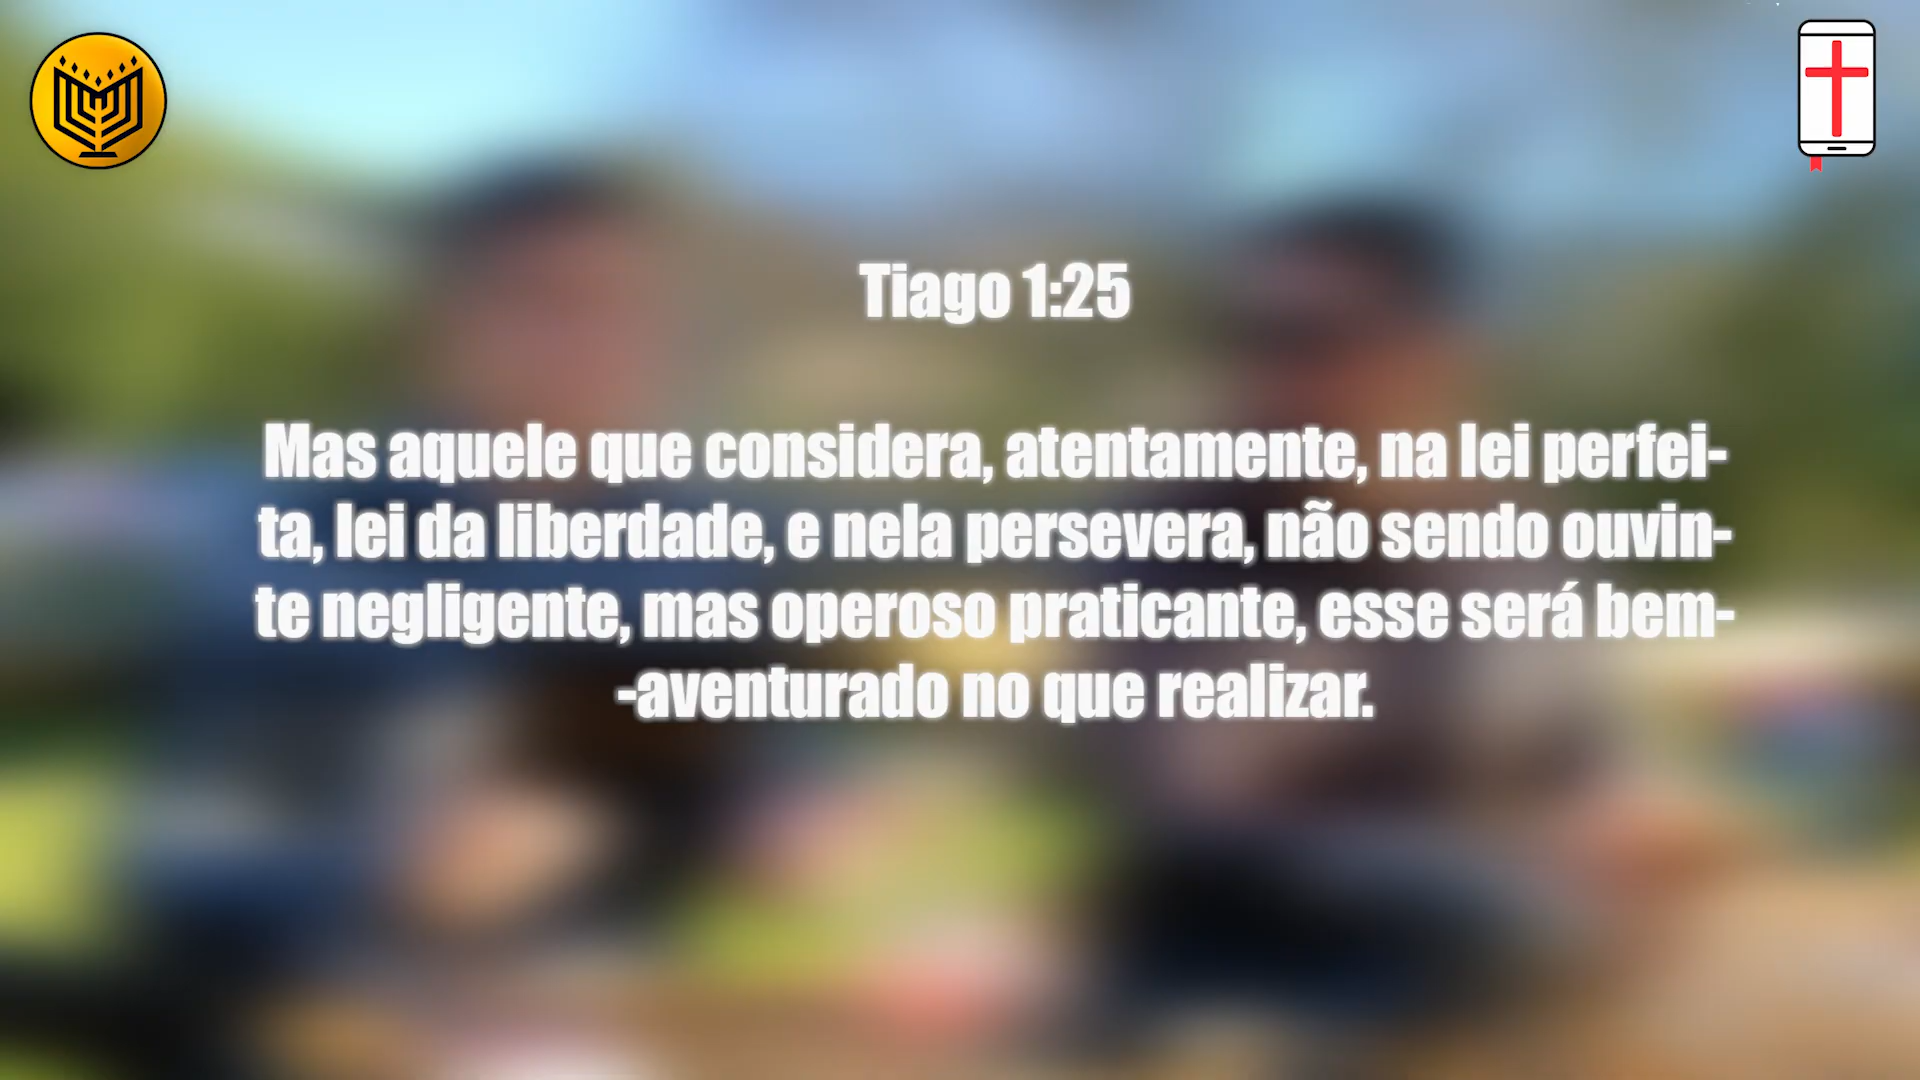 Tiago 1:25
Mas aquele que considera, atentamente, na lei perfei-
ta, lei da liberdade, e nela persevera, não sendo ouvin-
te negligente, mas operoso praticante, esse será bem-
-aventurado no que realizar.